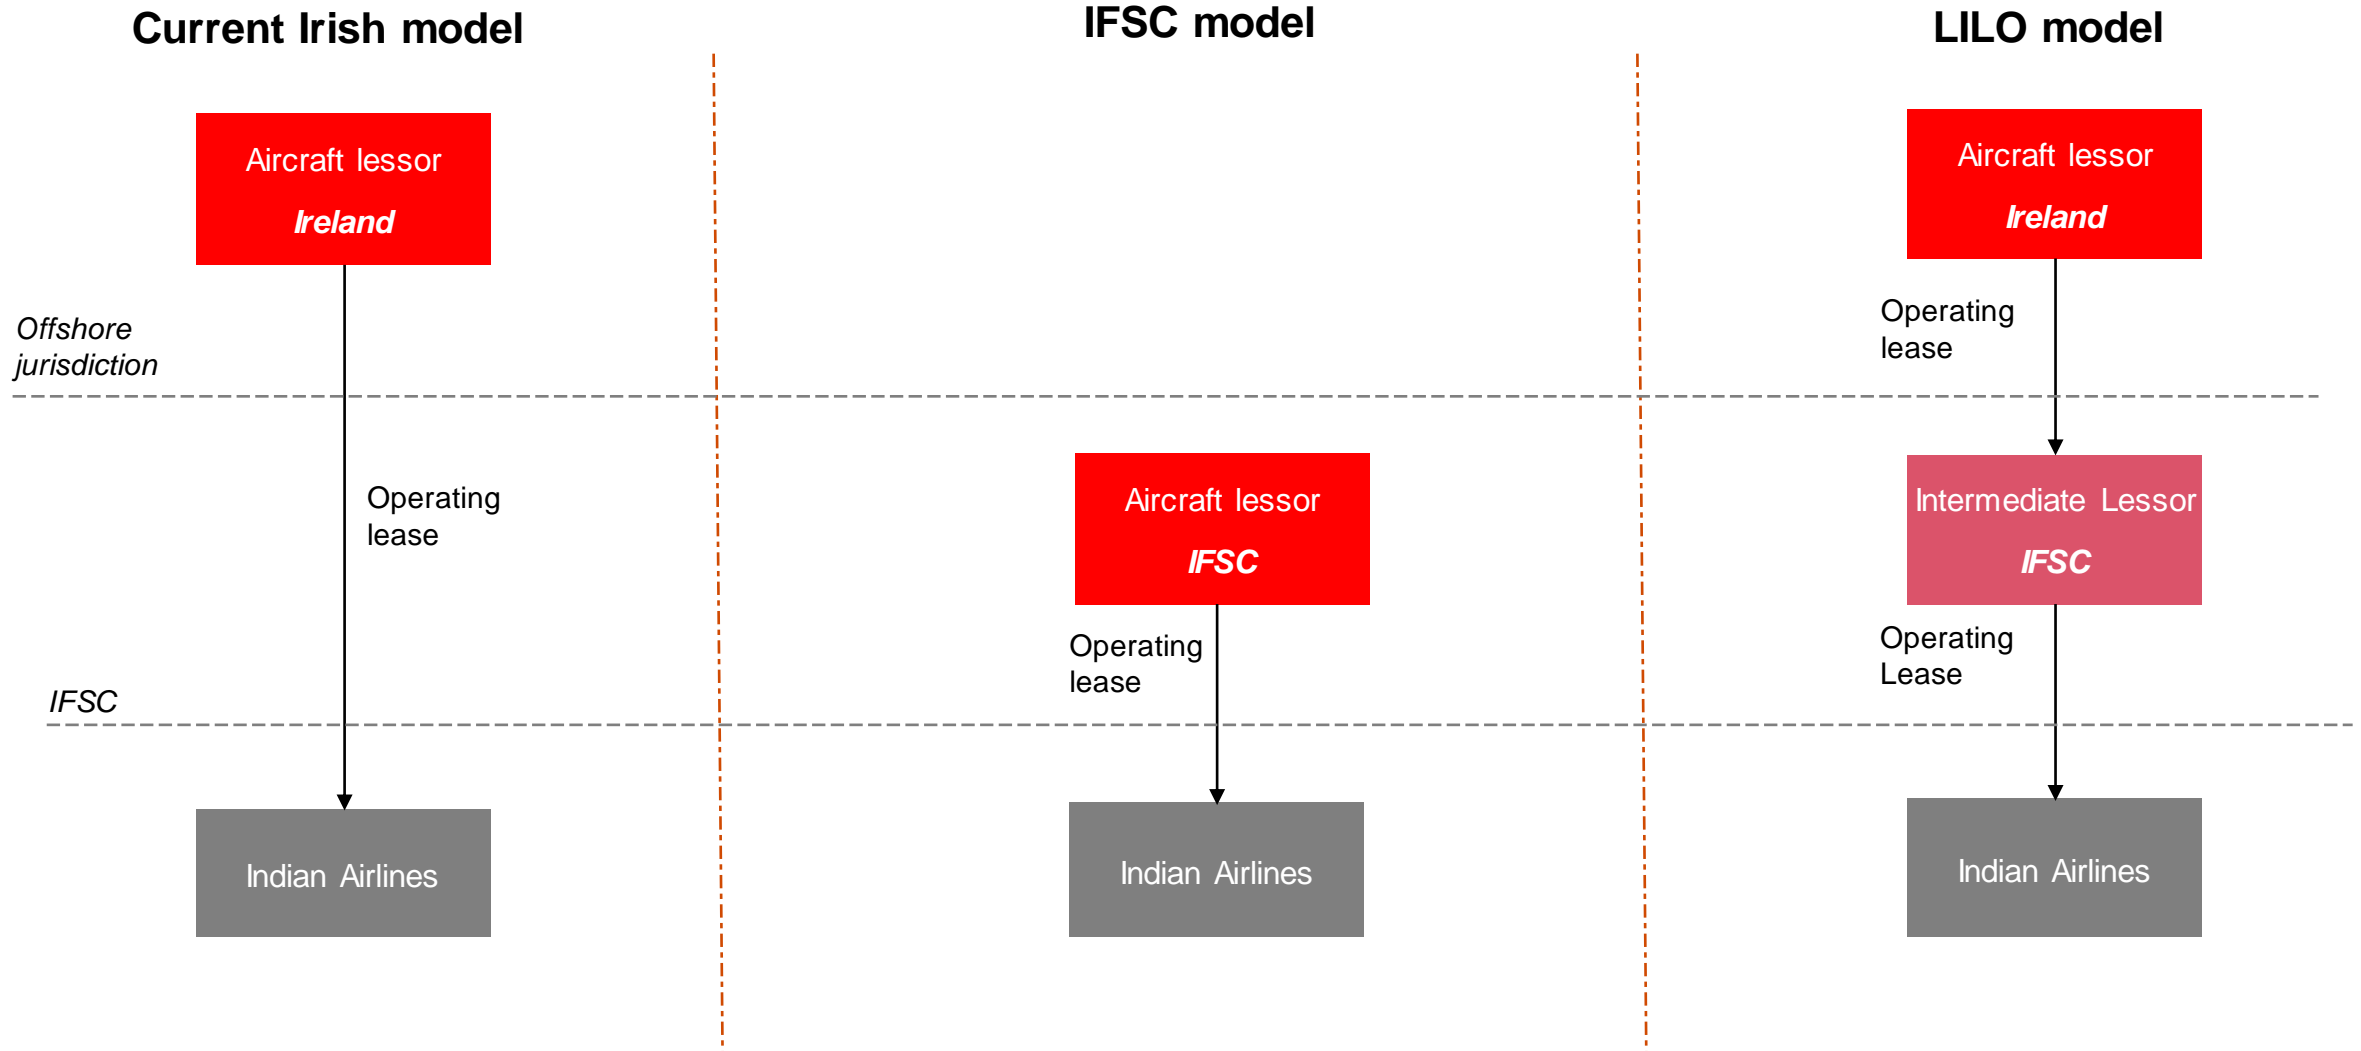 Current Irish model
IFSC model
LILO model
Aircraft lessor
Ireland
Aircraft lessor
Ireland
Offshore
jurisdiction
Operating
lease
Operating
lease
Aircraft lessor
IFSC
Intermediate Lessor
IFSC
Operating
lease
Operating
Lease
IFSC
Indian Airlines
Indian Airlines
Indian Airlines